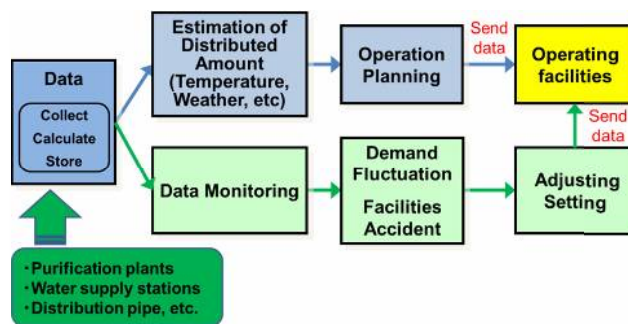 Data
Collect
Calculate
Store
Estimation of
Distributed
Amount
(Temperature,
Weather, etc)
Operation
Planning
Send
data
Operating
facilities
Data Monitoring
Demand
Fluctuation
Facilities
Accident
Adjusting
Setting
Send
data
・Purification plants
・Water supply stations
・Distribution pipe, etc.